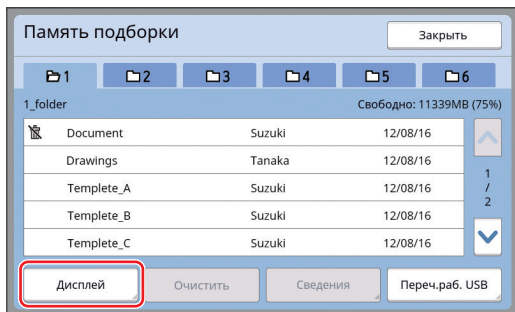 Память подборки Закрыть
1 2 3 4 5 6
1_folder Свободно: 11339MB (75%)
Document Suzuki 12/08/16
Drawings Tanaka 12/08/16
Templete_A Suzuki 12/08/16
Templete_B Suzuki 12/08/16
Templete_C Suzuki 12/08/16
1
/
2
Дисплей Очистить Сведения Переч.раб. USB